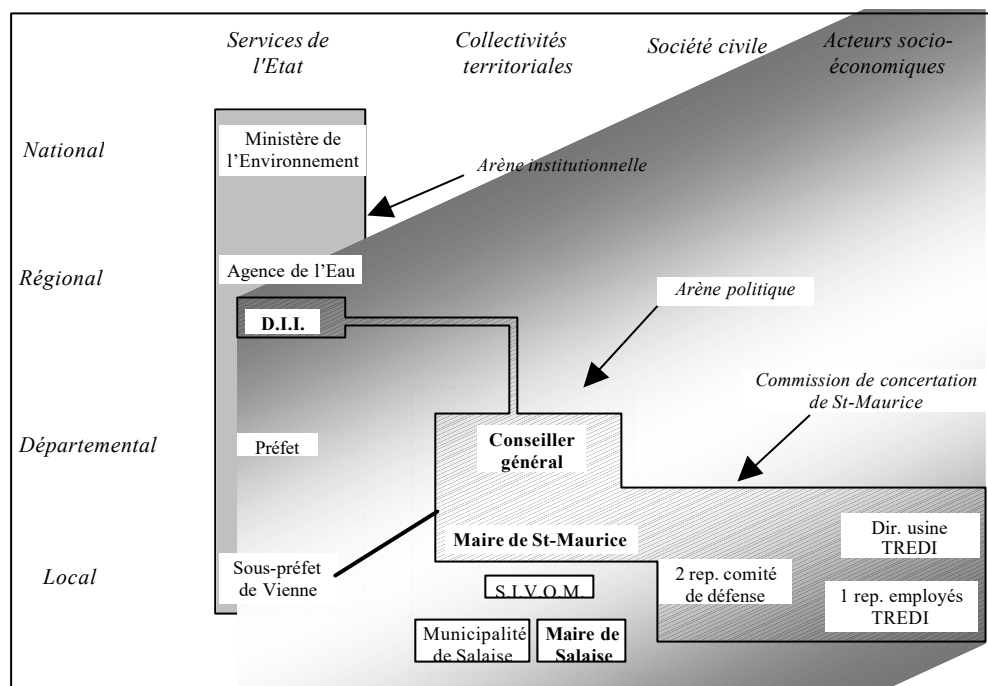 Services de
l'Etat
Collectivités
territoriales
Société civile
Acteurs socio-
économiques
National
Ministère de
l'Environnement
Arène institutionnelle
Régional
Agence de l'Eau
Arène politique
D.I.I.
Commission de concertation
de St-Maurice
Départemental
Préfet
Conseiller
général
Dir. usine
TREDI
Maire de St-Maurice
Local
Sous-préfet
de Vienne
2 rep. comité
de défense
S.I.V.O.M.
1 rep. employés
TREDI
Municipalité
de Salaise
Maire de
Salaise